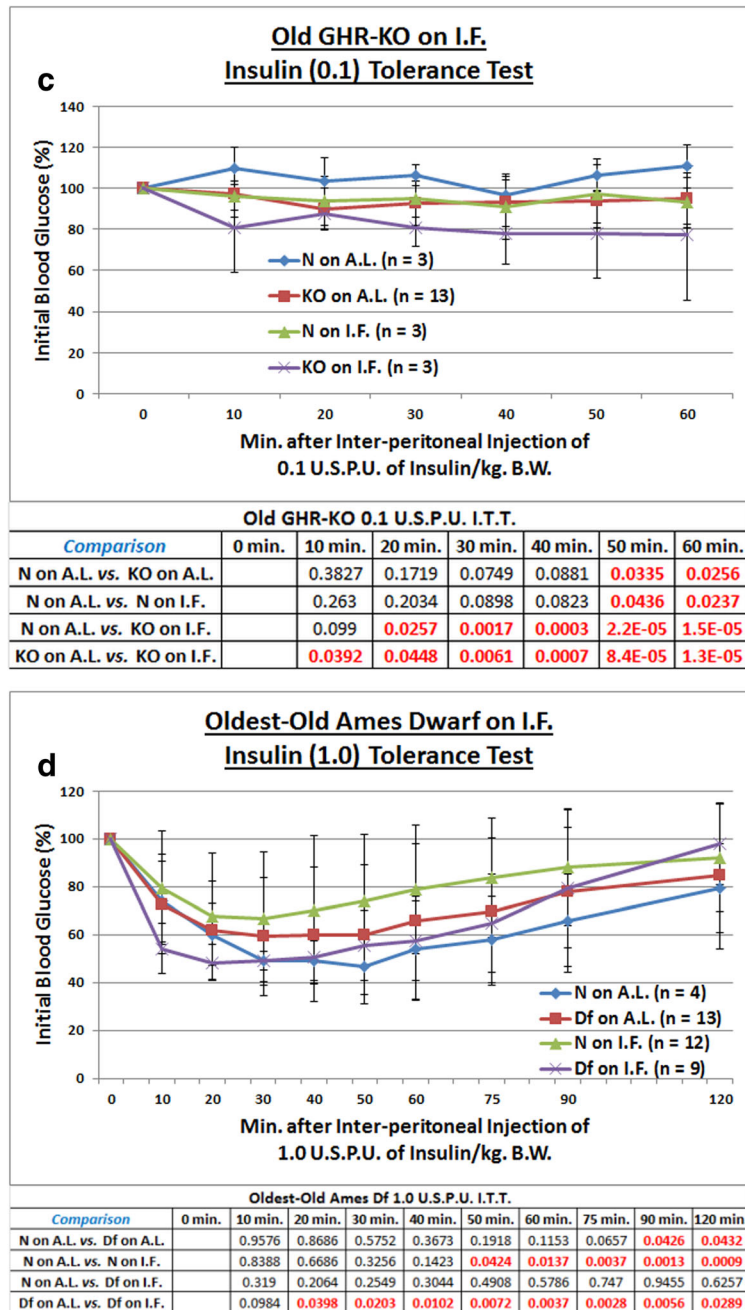 Old GHR-KO on I.F.
Insulin (0.1) Tolerance Test
c
Initial Blood Glucose (%)
140
120
100
80
60
40
20
0
N on A.L. (n = 3)
KO on A.L. (n = 13)
N on I.F. (n = 3)
KO on I.F. (n = 3)
0 10 20 30 40 50 60
Min. after Inter-peritoneal Injection of
0.1 U.S.P.U. of Insulin/kg. B.W.
Old GHR-KO 0.1 U.S.P.U. I.T.T.
Comparison 0 min. 10 min. 20 min. 30 min. 40 min. 50 min. 60 min.
N on A.L. vs. KO on A.L. 0.3827 0.1719 0.0749 0.0881 0.0335 0.0256
N on A.L. vs. N on I.F. 0.263 0.2034 0.0898 0.0823 0.0436 0.0237
N on A.L. vs. KO on I.F. 0.099 0.0257 0.0017 0.0003 2.2E-05 1.5E-05
KO on A.L. vs. KO on I.F. 0.0392 0.0448 0.0061 0.0007 8.4E-05 1.3E-05
Oldest-Old Ames Dwarf on I.F.
Insulin (1.0) Tolerance Test
d
Initial Blood Glucose (%)
120
100
80
60
40
20
0
N on A.L. (n = 4)
Df on A.L. (n = 13)
N on I.F. (n = 12)
Df on I.F. (n = 9)
0 10 20 30 40 50 60 75 90 120
Min. after Inter-peritoneal Injection of
1.0 U.S.P.U. of Insulin/kg. B.W.
Oldest-Old Ames Df 1.0 U.S.P.U. I.T.T.
Comparison 0 min. 10 min. 20 min. 30 min. 40 min. 50 min. 60 min. 75 min. 90 min. 120 min.
N on A.L. vs. Df on A.L. 0.9576 0.8686 0.5752 0.3673 0.1918 0.1153 0.0657 0.0426 0.0432
N on A.L. vs. N on I.F. 0.8388 0.6686 0.3256 0.1423 0.0424 0.0137 0.0037 0.0013 0.0009
N on A.L. vs. Df on I.F. 0.319 0.2064 0.2549 0.3044 0.4908 0.5786 0.747 0.9455 0.6257
Df on A.L. vs. Df on I.F. 0.0984 0.0398 0.0203 0.0102 0.0072 0.0037 0.0028 0.0056 0.0289